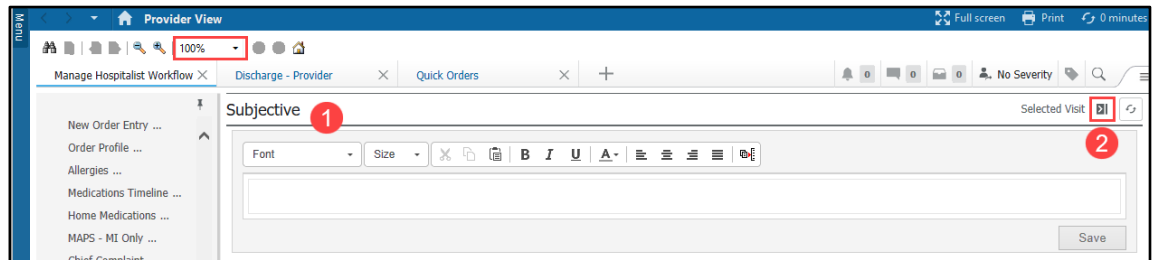 Menu
Provider View
Full screen Print 0 minutes
100%
Manage Hospitalist Workflow Discharge - Provider Quick Orders 0 0 0 No Severity
Subjective 1 Selected Visit
2
New Order Entry ...
Order Profile ...
Allergies ...
Medications Timeline ...
Home Medications ...
MAPS - MI Only ...
Chief Complaint
Font Size B I U A
Save